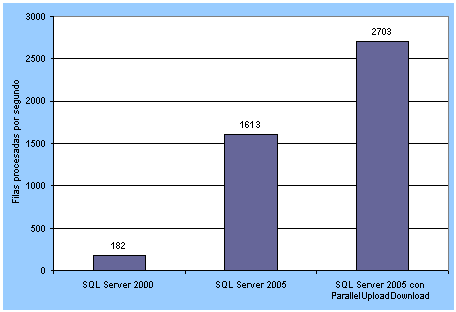 3000
2500
2000
1500
1000
500
0
Filas procesadas por segundo
182
1613
2703
SQL Server 2000
SQL Server 2005
SQL Server 2005 con
ParallelUploadDownload